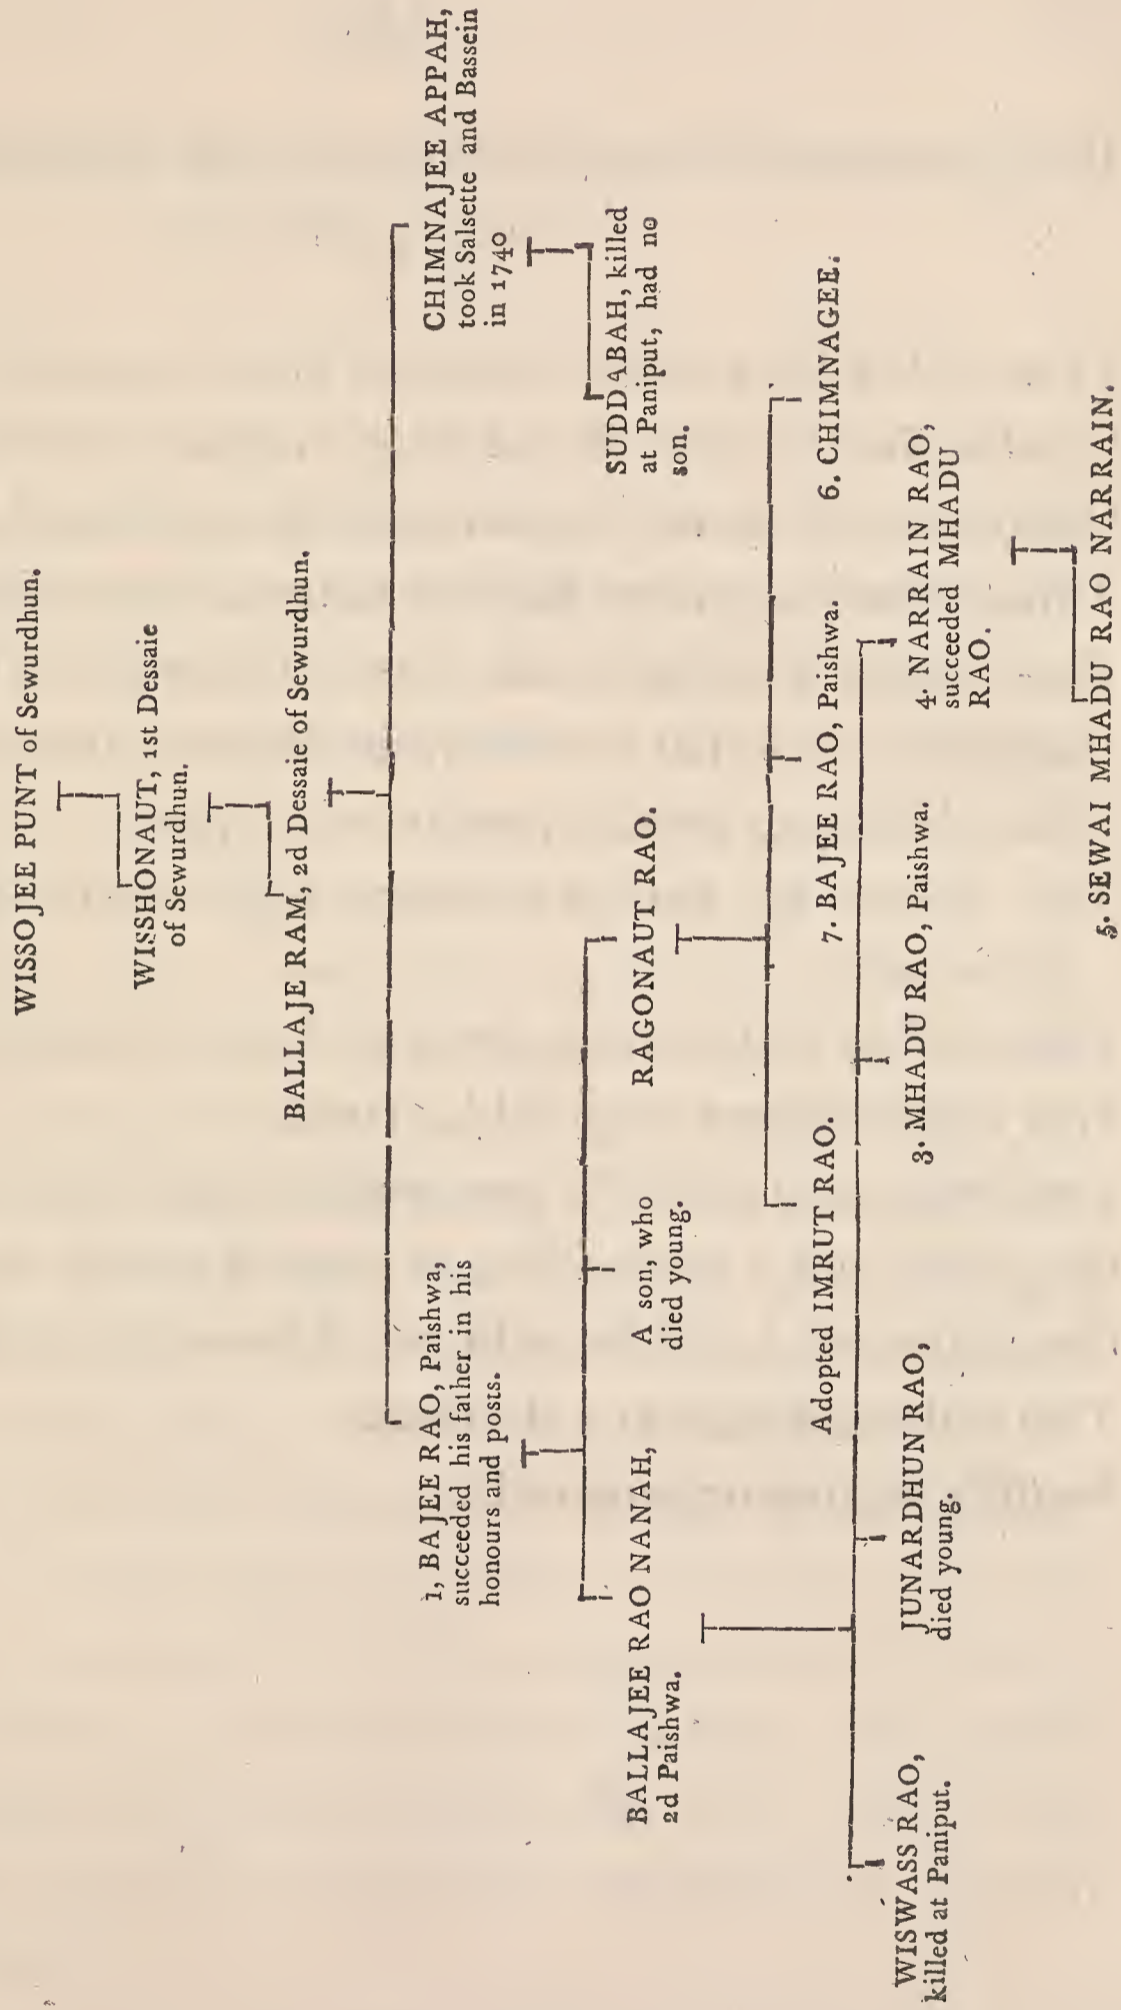 WISSOJEE PUNT of Sewurdhun.
WISSHONAUT, 1st Dessaie
of Sewurdhun.
BALLAJE RAM, 2d Dessaie of Sewurdhun.
1, BAJEE RAO, Paishwa,
succeeded his father in his
honours and posts.
CHIMNAJEE APPAH,
took Salsette and Bassein
in 1740
BALLAJEE RAO NANAH,
2d Paishwa.
A son, who
died young.
RAGONAUT RAO.
SUDDABAH, killed
at Paniput, had no
son.
Adopted IMRUT RAO.
7. BAJEE RAO, Paishwa.
6. CHIMNAGEE.
WISWASS RAO,
killed at Paniput.
JUNARDHUN RAO,
died young.
3. MHADU RAO, Paishwa.
4. NARRAIN RAO,
succeeded MHADU
RAO.
5. SEWAI MHADU RAO NARRAIN.